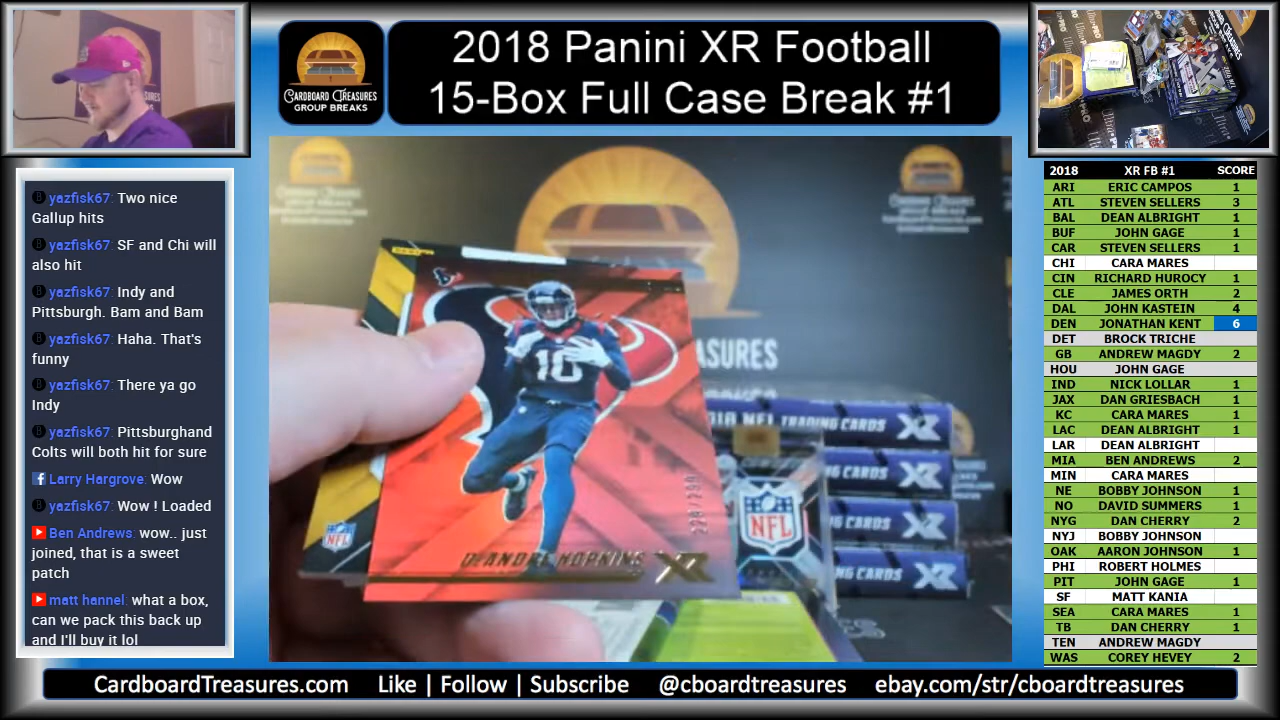 CARDBOARD TREASURES
GROUP BREAKS
2018 Panini XR Football
15-Box Full Case Break #1
yazfisk67: Two nice
Gallup hits
yazfisk67: SF and Chi will
also hit
yazfisk67: Indy and
Pittsburgh. Bam and Bam
yazfisk67: Haha. That's
funny
yazfisk67: There ya go
Indy
yazfisk67: Pittsburghand
Colts will both hit for sure
Larry Hargrove: Wow
yazfisk67: Wow ! Loaded
Ben Andrews: wow.. just
joined, that is a sweet
patch
matt hannel: what a box,
can we pack this back up
and I'll buy it lol
10
DEANDRE HOPKINS XR
NFL
NFL
NFL TRADING CARDS XR
XR
XR
NG CARDS XR
2018 XR FB #1 SCORE
ARI ERIC CAMPOS 1
ATL STEVEN SELLERS 3
BAL DEAN ALBRIGHT 1
BUF JOHN GAGE 1
CAR STEVEN SELLERS 1
CHI CARA MARES
CIN RICHARD HUROCY 1
CLE JAMES ORTH 2
DAL JOHN KASTEIN 4
DEN JONATHAN KENT 6
DET BROCK TRICHE
GB ANDREW MAGDY 2
HOU JOHN GAGE
IND NICK LOLLAR 1
JAX DAN GRIESBACH 1
KC CARA MARES 1
LAC DEAN ALBRIGHT 1
LAR DEAN ALBRIGHT
MIA BEN ANDREWS 2
MIN CARA MARES
NE BOBBY JOHNSON 1
NO DAVID SUMMERS 1
NYG DAN CHERRY 2
NYJ BOBBY JOHNSON
OAK AARON JOHNSON 1
PHI ROBERT HOLMES
PIT JOHN GAGE 1
SF MATT KANIA
SEA CARA MARES 1
TB DAN CHERRY 1
TEN ANDREW MAGDY
WAS COREY HEVEY 2
CardboardTreasures.com Like | Follow | Subscribe @cboardtreasures ebay.com/str/cboardtreasures